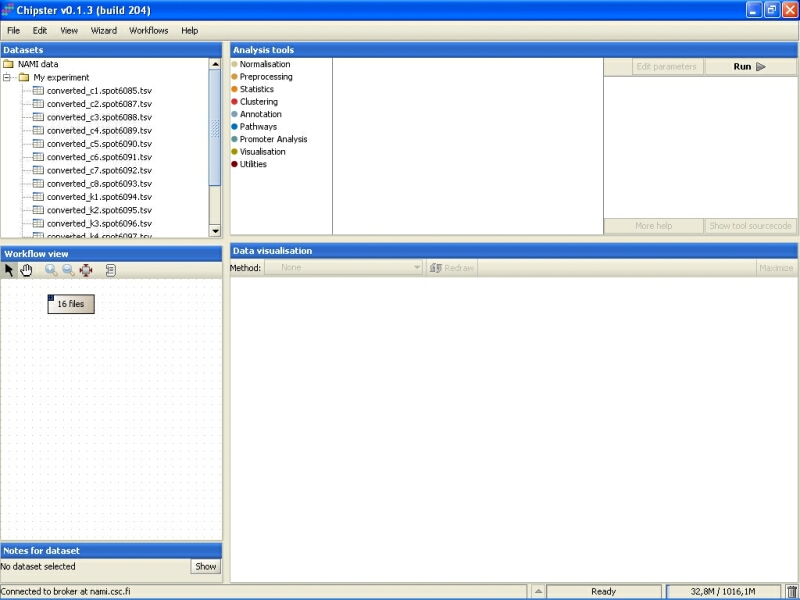 Chipster v0.1.3 (build 204)
File Edit View Wizard Workflows Help
Datasets
NAMI data
My experiment
converted_c1.spot6085.tsv
converted_c2.spot6087.tsv
converted_c3.spot6088.tsv
converted_c4.spot6089.tsv
converted_c5.spot6090.tsv
converted_c6.spot6091.tsv
converted_c7.spot6092.tsv
converted_c8.spot6093.tsv
converted_k1.spot6094.tsv
converted_k2.spot6095.tsv
converted_k3.spot6096.tsv
converted_k4.spot6097.tsv
Analysis tools
Normalisation
Preprocessing
Statistics
Clustering
Annotation
Pathways
Promoter Analysis
Visualisation
Utilities
Edit parameters Run
More help Show tool sourcecode
Workflow view
16 files
Data visualisation
Method: None Redraw Maximize
Notes for dataset
No dataset selected Show
Connected to broker at nami.csc.fi Ready 32,8M / 1016,1M